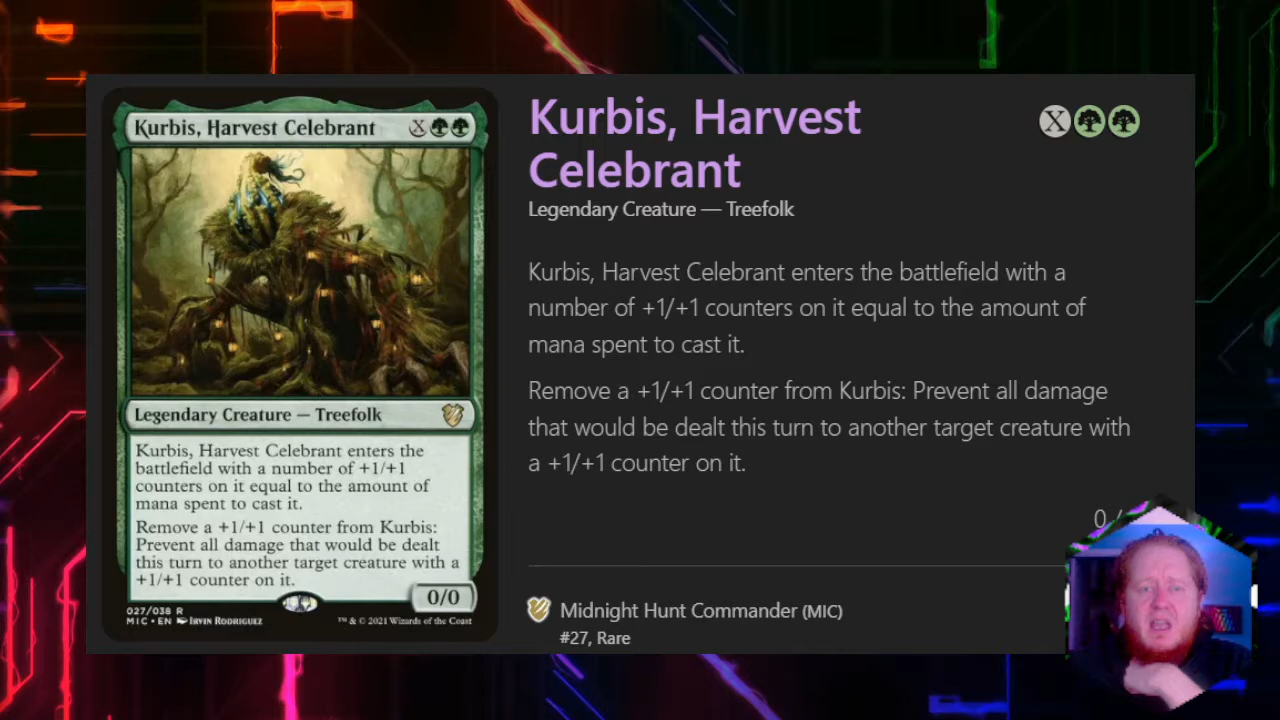 Kurbis, Harvest Celebrant X
Legendary Creature — Treefolk
Kurbis, Harvest Celebrant enters the
battlefield with a number of +1/+1
counters on it equal to the amount of
mana spent to cast it.
Remove a +1/+1 counter from Kurbis:
Prevent all damage that would be dealt
this turn to another target creature with a
+1/+1 counter on it.
0/0
027/038 R
MIC • EN IRVIN RODRIGUEZ
™ & © 2021 Wizards of the Coast
Kurbis, Harvest
Celebrant
X
Legendary Creature — Treefolk
Kurbis, Harvest Celebrant enters the battlefield with a
number of +1/+1 counters on it equal to the amount of
mana spent to cast it.
Remove a +1/+1 counter from Kurbis: Prevent all damage
that would be dealt this turn to another target creature with
a +1/+1 counter on it.
0/
Midnight Hunt Commander (MIC)
#27, Rare